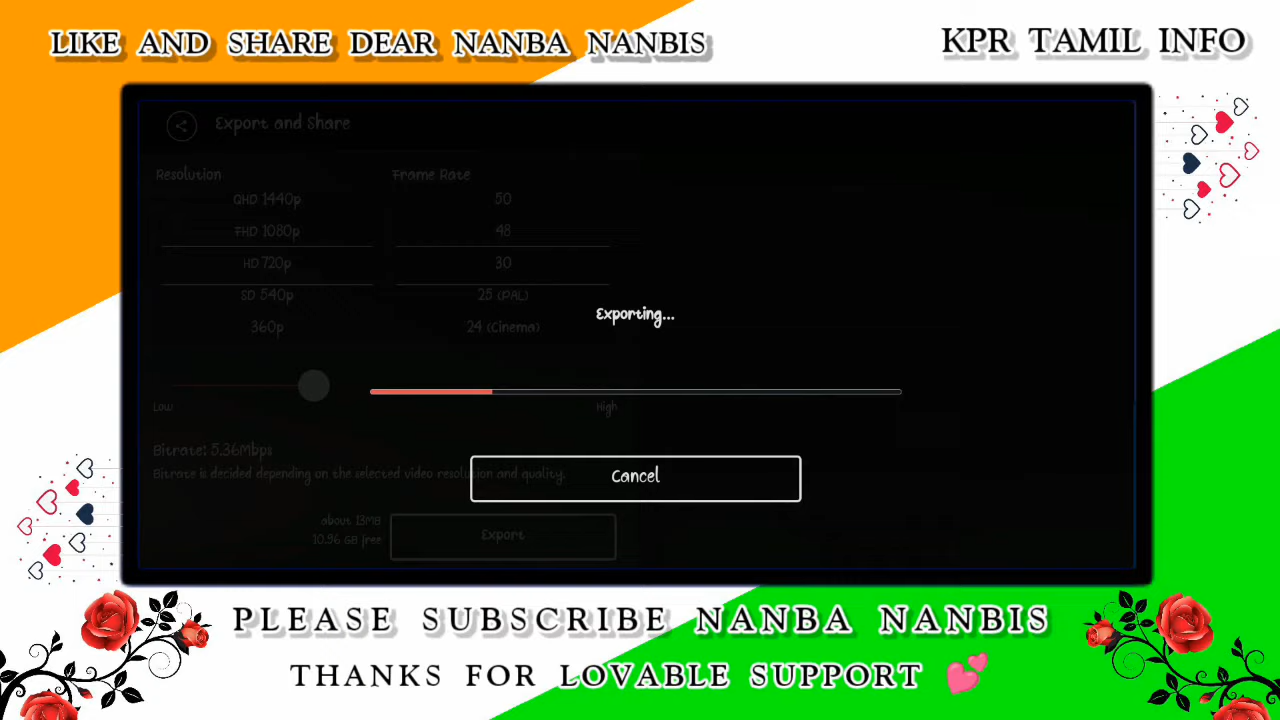 LIKE AND SHARE DEAR NANBA NANBIS
KPR TAMIL INFO
Export and Share
Resolution
Frame Rate
QHD 1440p
50
FHD 1080p
48
HD 720p
30
SD 540p
25 (PAL)
360p
24 (Cinema)
Exporting...
Low
High
Bitrate: 5.36Mbps
Bitrate is decided depending on the selected video resolution and quality.
Cancel
about 13MB
10.96 GB free
Export
PLEASE SUBSCRIBE NANBA NANBIS
THANKS FOR LOVABLE SUPPORT 💕